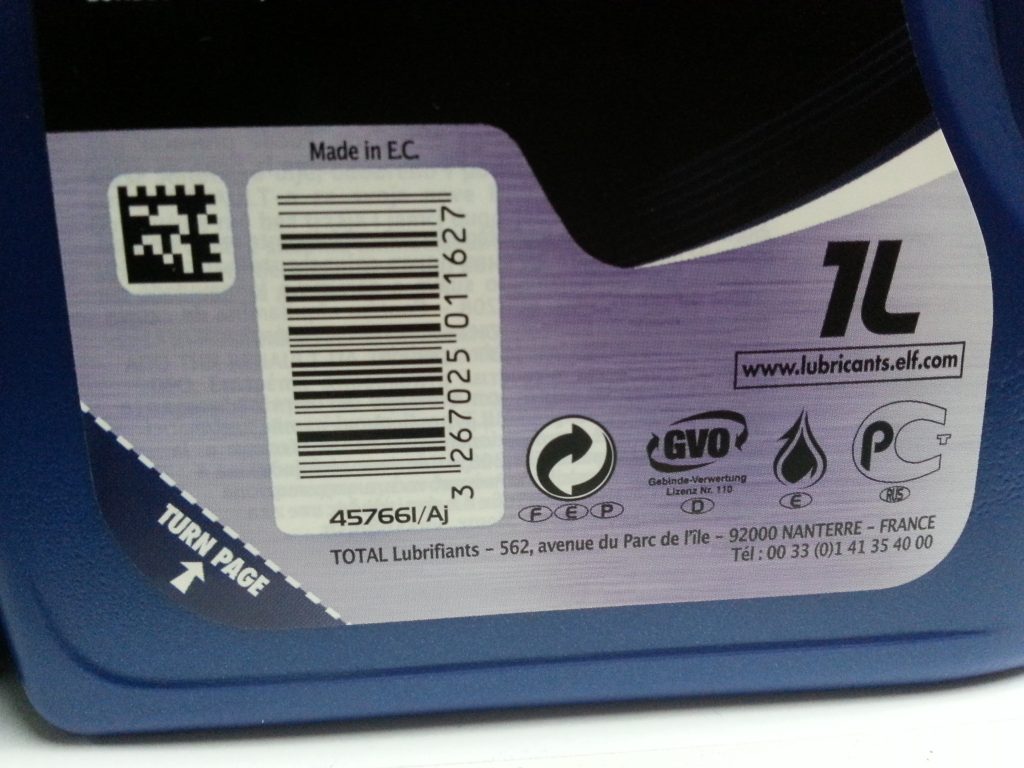 Made in E.C.
3 267025 011627
45766I/Aj
1L
www.lubricants.elf.com
F E P
GVO
Gebinde-Verwertung
Lizenz Nr. 110
D
E
PCT
RUS
TOTAL Lubrifiants – 562, avenue du Parc de l'île – 92000 NANTERRE – FRANCE
Tél : 00 33 (0)1 41 35 40 00
TURN PAGE